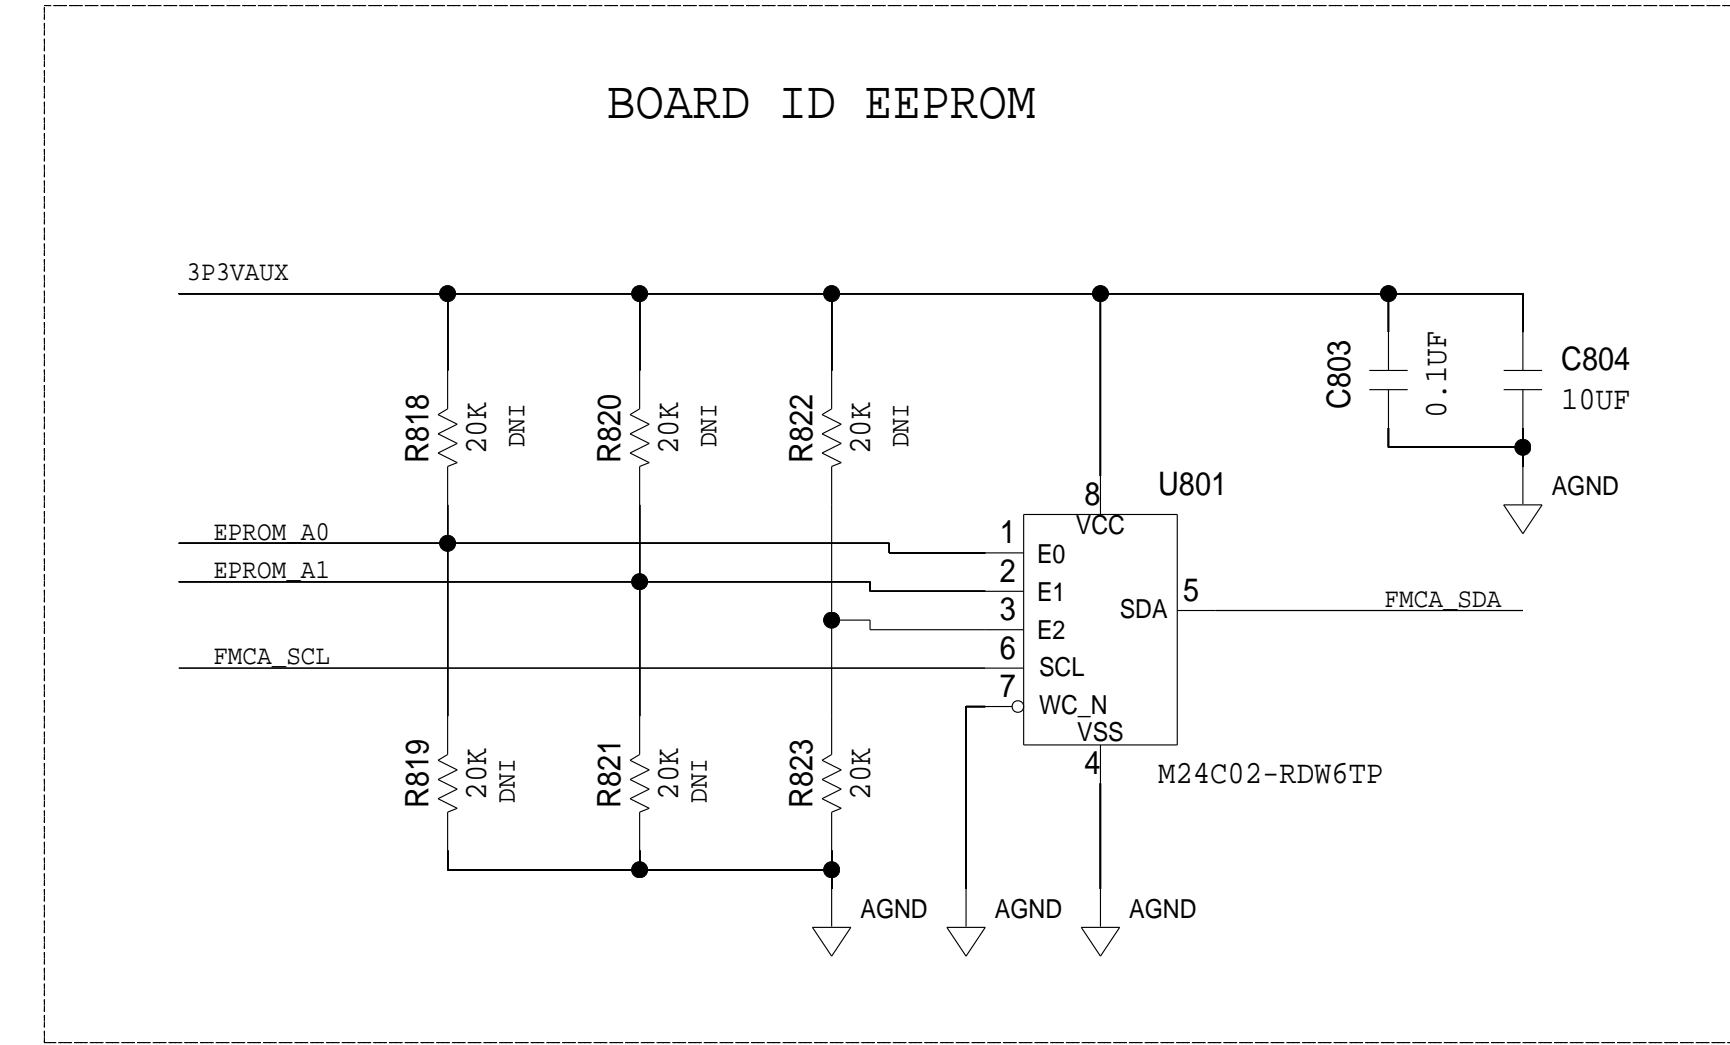 BOARD ID EEPROM
3P3VAUX
R818
20K
DNI
R820
20K
DNI
R822
20K
DNI
C803
0.1UF
C804
10UF
AGND
U801
8
VCC
EPROM_A0
1
E0
EPROM_A1
2
E1
3
E2
5
SDA
FMCA_SDA
FMCA_SCL
6
SCL
7
WC_N
VSS
4
M24C02-RDW6TP
R819
20K
DNI
R821
20K
DNI
R823
20K
AGND
AGND
AGND